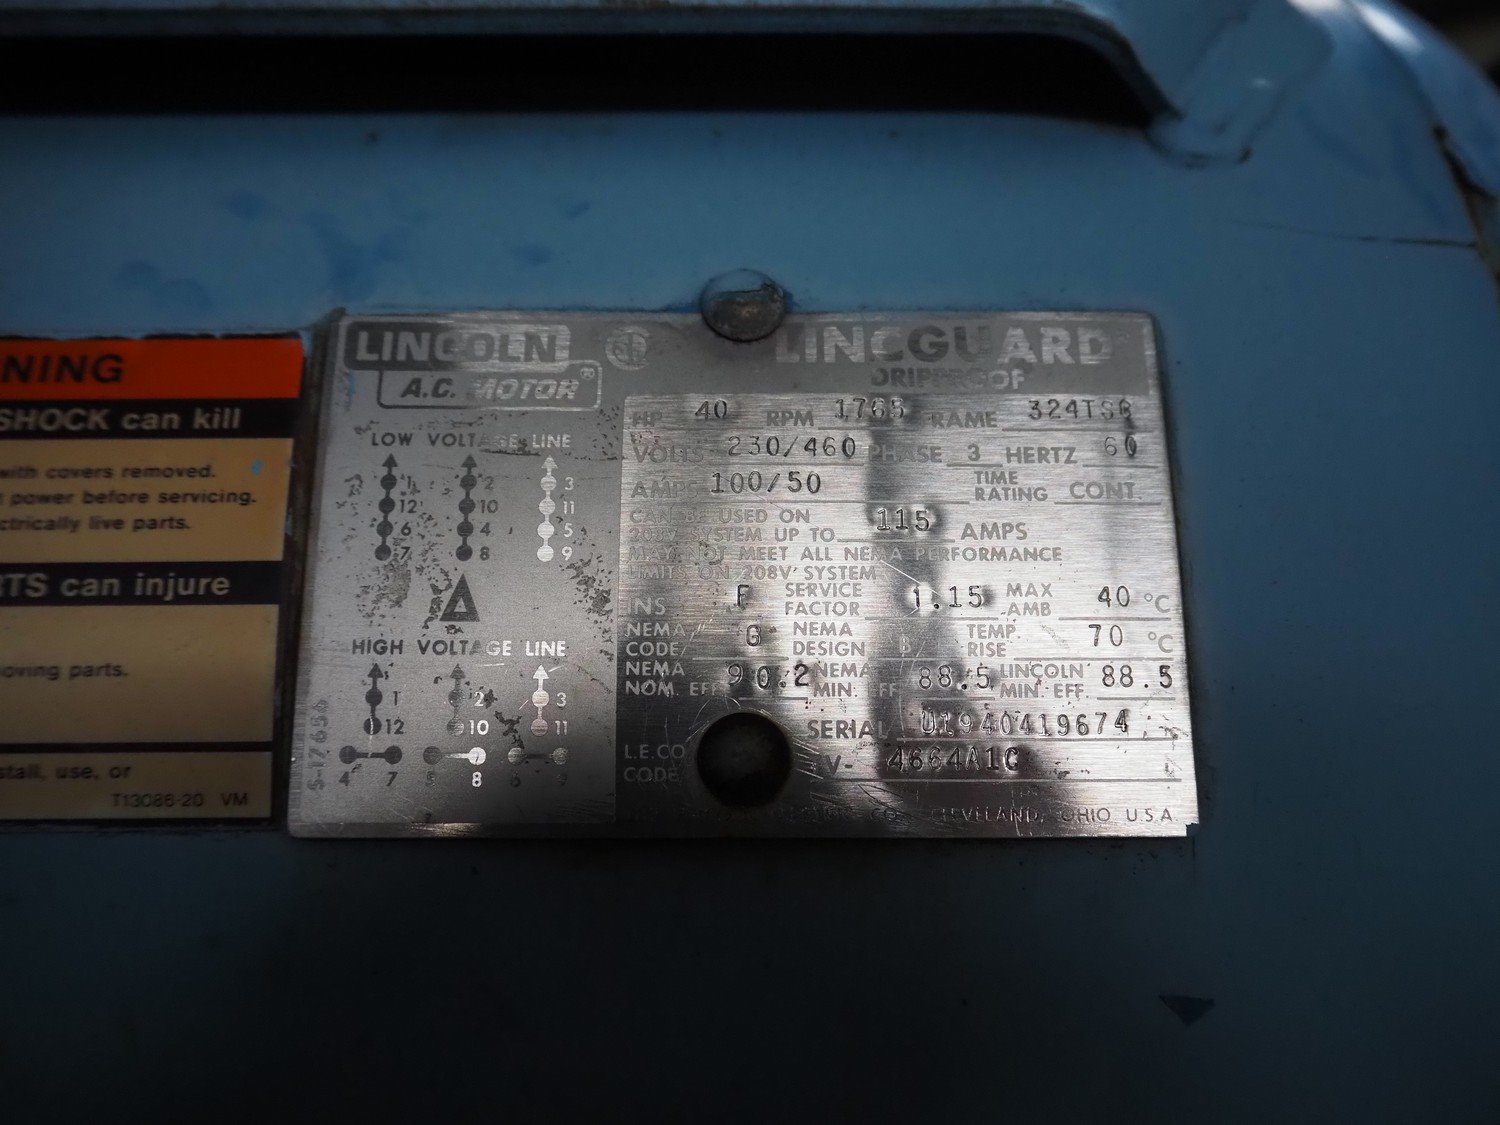 NING
SHOCK can kill
with covers removed.
power before servicing.
ectrically live parts.
RTS can injure
oving parts.
stall, use, or
T13086-20 VM
LINCOLN
A.C. MOTOR®
LOW VOLTAGE LINE
1 2 3
12 10 11
6 4 5
7 8 9
HIGH VOLTAGE LINE
1 2 3
12 10 11
4 7 5 8 6 9
S-17656
LINCGUARD
DRIPPROOF
HP 40 RPM 1765 FRAME 324TSB
VOLTS 230/460 PHASE 3 HERTZ 60
AMPS 100/50 TIME RATING CONT.
CAN BE USED ON
208V SYSTEM UP TO 115 AMPS
MAY NOT MEET ALL NEMA PERFORMANCE
LIMITS ON 208V SYSTEM
INS F SERVICE FACTOR 1.15 MAX AMB 40 °C
NEMA CODE G NEMA DESIGN B TEMP. RISE 70 °C
NEMA NOM. EFF 90.2 NEMA MIN. EFF 88.5 LINCOLN MIN. EFF. 88.5
SERIAL U1940419674
L.E.CO CODE V- 4664A1C
CO. CLEVELAND, OHIO U.S.A.